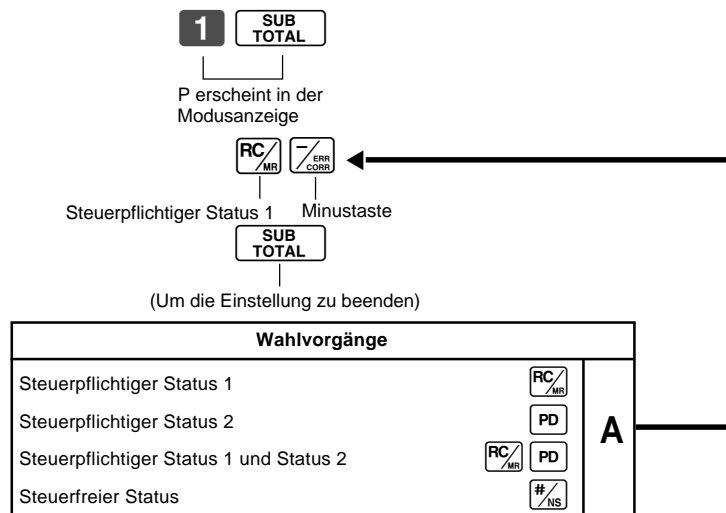 1 SUB TOTAL
P erscheint in der
Modusanzeige
RC/MR −/ERR CORR
Steuerpflichtiger Status 1 Minustaste
SUB TOTAL
(Um die Einstellung zu beenden)
Wahlvorgänge
Steuerpflichtiger Status 1 RC/MR
Steuerpflichtiger Status 2 PD
A
Steuerpflichtiger Status 1 und Status 2 RC/MR PD
Steuerfreier Status #/NS